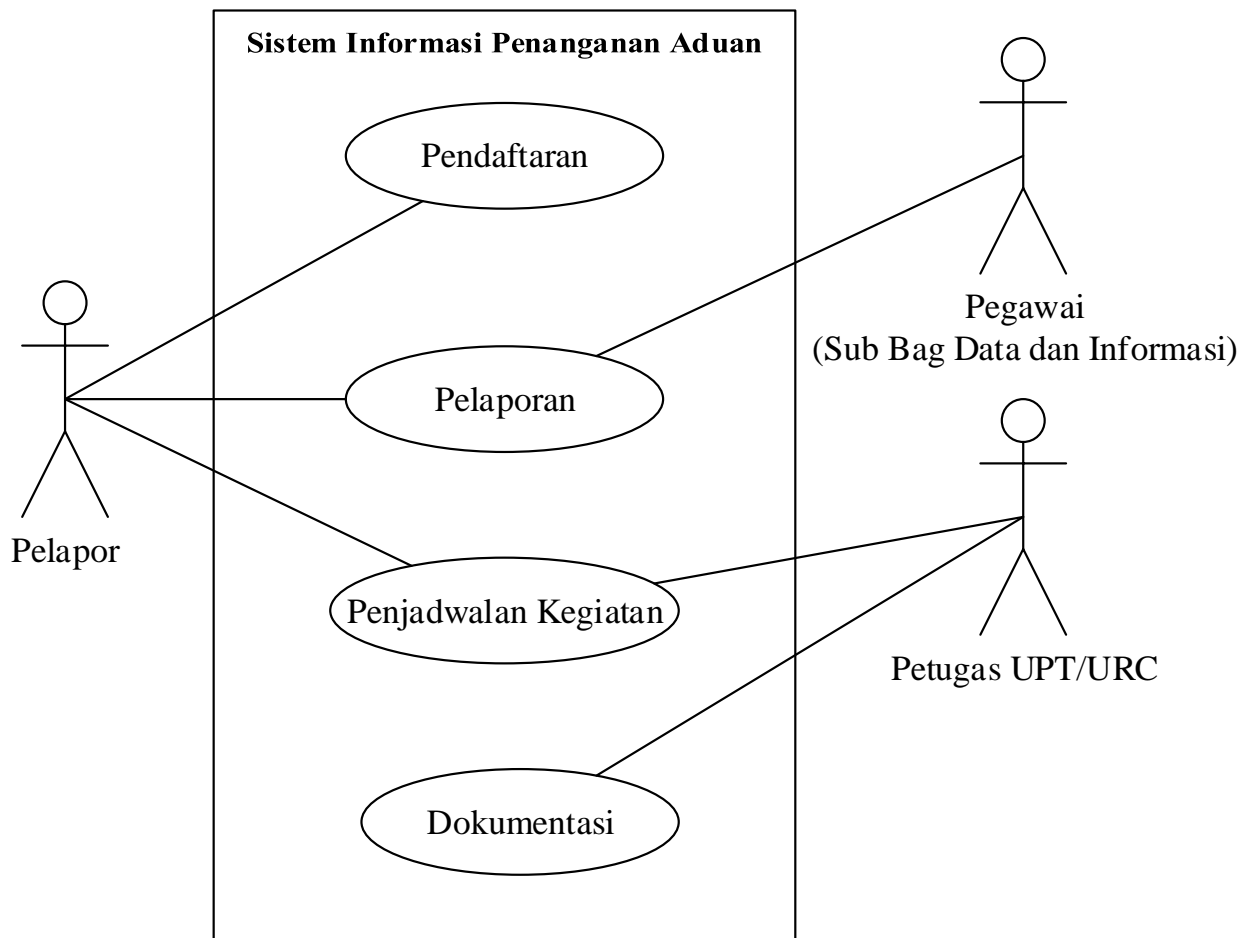 Sistem Informasi Penanganan Aduan
Pendaftaran
Pegawai
(Sub Bag Data dan Informasi)
Pelaporan
Pelapor
Penjadwalan Kegiatan
Petugas UPT/URC
Dokumentasi